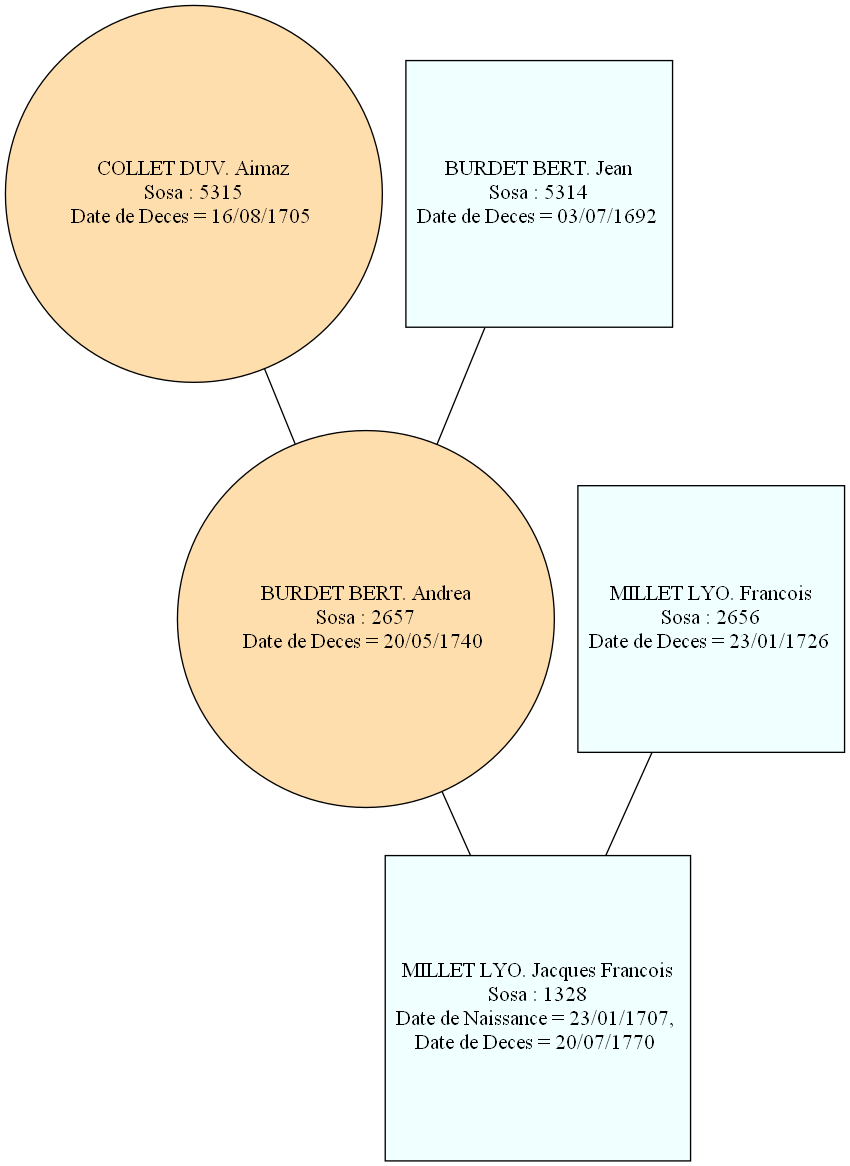 COLLET DUV. Aimaz
Sosa : 5315
Date de Deces = 16/08/1705
BURDET BERT. Jean
Sosa : 5314
Date de Deces = 03/07/1692
BURDET BERT. Andrea
Sosa : 2657
Date de Deces = 20/05/1740
MILLET LYO. Francois
Sosa : 2656
Date de Deces = 23/01/1726
MILLET LYO. Jacques Francois
Sosa : 1328
Date de Naissance = 23/01/1707,
Date de Deces = 20/07/1770